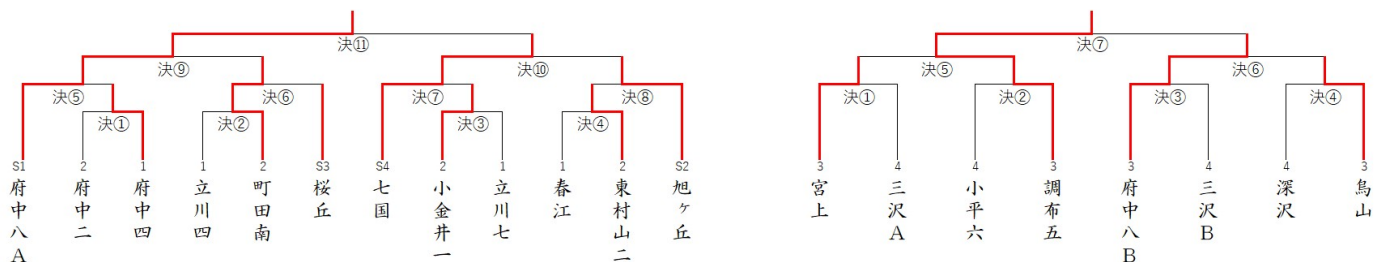 決⑪
決⑦
決⑨
決⑩
決⑤
決⑥
決⑤
決⑥
決⑦
決⑧
決①
決②
決③
決④
決①
決②
決③
決④
S1 2 1 1 2 S3 S4 2 1 1 2 S2
3 4 4 3 3 4 4 3
府中八A
府中二
府中四
立川四
町田南
桜丘
七国
小金井一
立川七
春江
東村山二
旭ヶ丘
宮上
三沢A
小平六
調布五
府中八B
三沢B
深沢
烏山